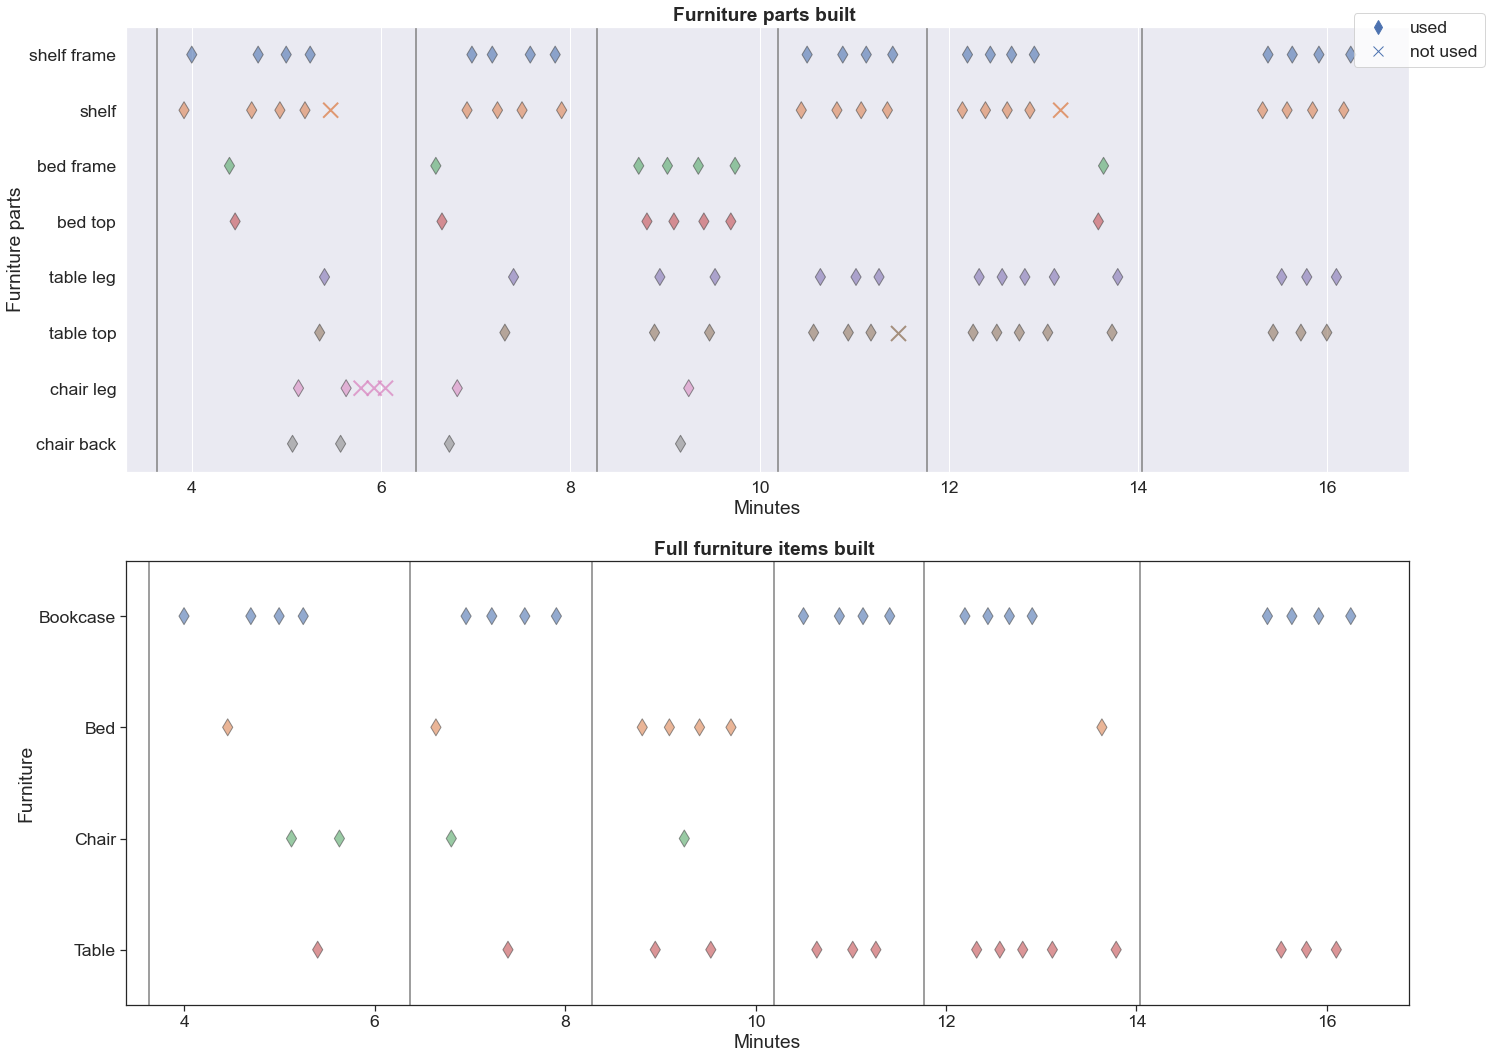 Furniture parts built
used
not used
shelf frame
shelf
bed frame
bed top
table leg
table top
chair leg
chair back
Furniture parts
4 6 8 10 12 14 16
Minutes
Full furniture items built
Bookcase
Bed
Chair
Table
Furniture
4 6 8 10 12 14 16
Minutes